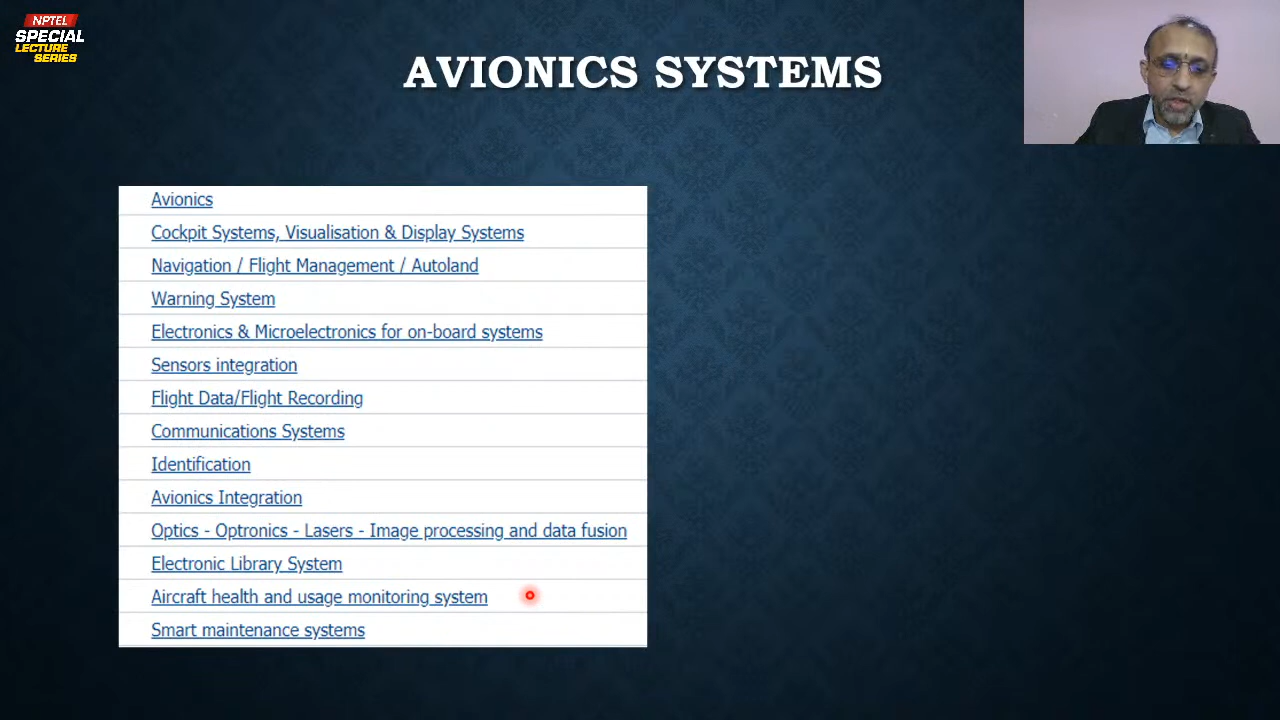 NPTEL
SPECIAL
LECTURE
SERIES
AVIONICS SYSTEMS
Avionics
Cockpit Systems, Visualisation & Display Systems
Navigation / Flight Management / Autoland
Warning System
Electronics & Microelectronics for on-board systems
Sensors integration
Flight Data/Flight Recording
Communications Systems
Identification
Avionics Integration
Optics - Optronics - Lasers - Image processing and data fusion
Electronic Library System
Aircraft health and usage monitoring system
Smart maintenance systems